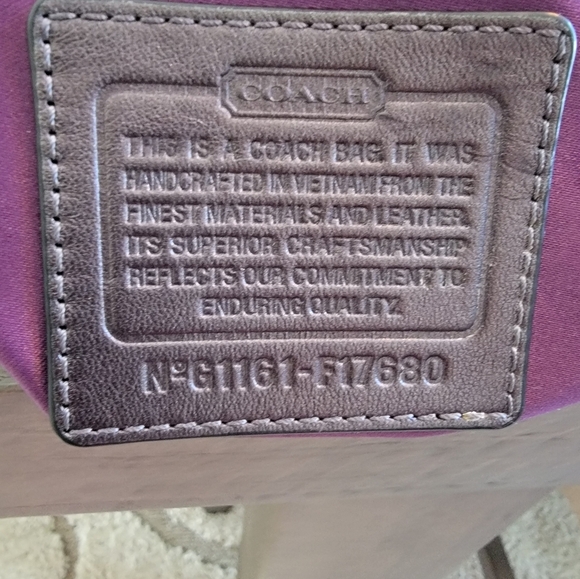 COACH
THIS IS A COACH BAG. IT WAS
HANDCRAFTED IN VIETNAM FROM THE
FINEST MATERIALS AND LEATHER.
ITS SUPERIOR CRAFTSMANSHIP
REFLECTS OUR COMMITMENT TO
ENDURING QUALITY.
Nº G1161-F17680